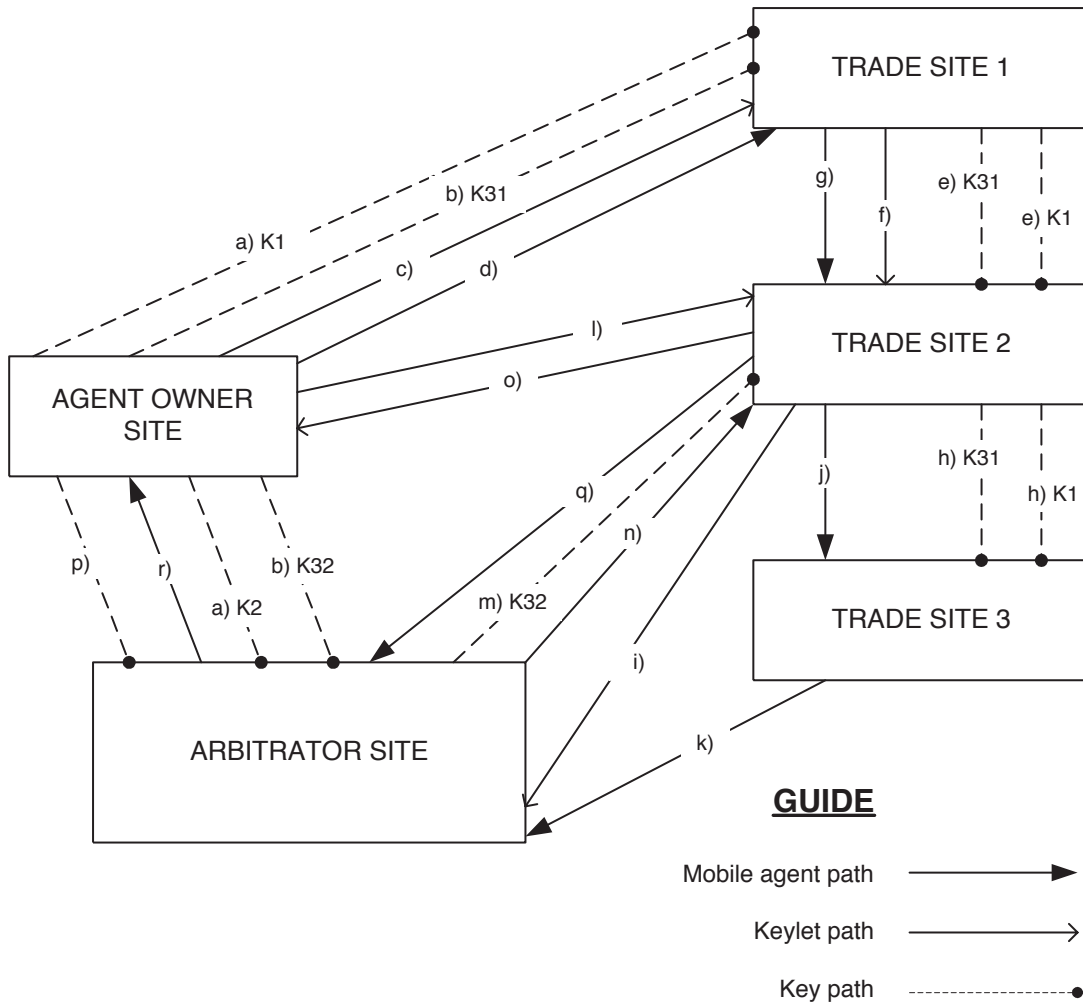 TRADE SITE 1
g)
f)
e) K31
e) K1
b) K31
a) K1
c)
d)
TRADE SITE 2
l)
o)
AGENT OWNER
SITE
q)
n)
j)
h) K31
h) K1
p)
r)
a) K2
b) K32
m) K32
i)
TRADE SITE 3
ARBITRATOR SITE
k)
GUIDE
Mobile agent path
Keylet path
Key path